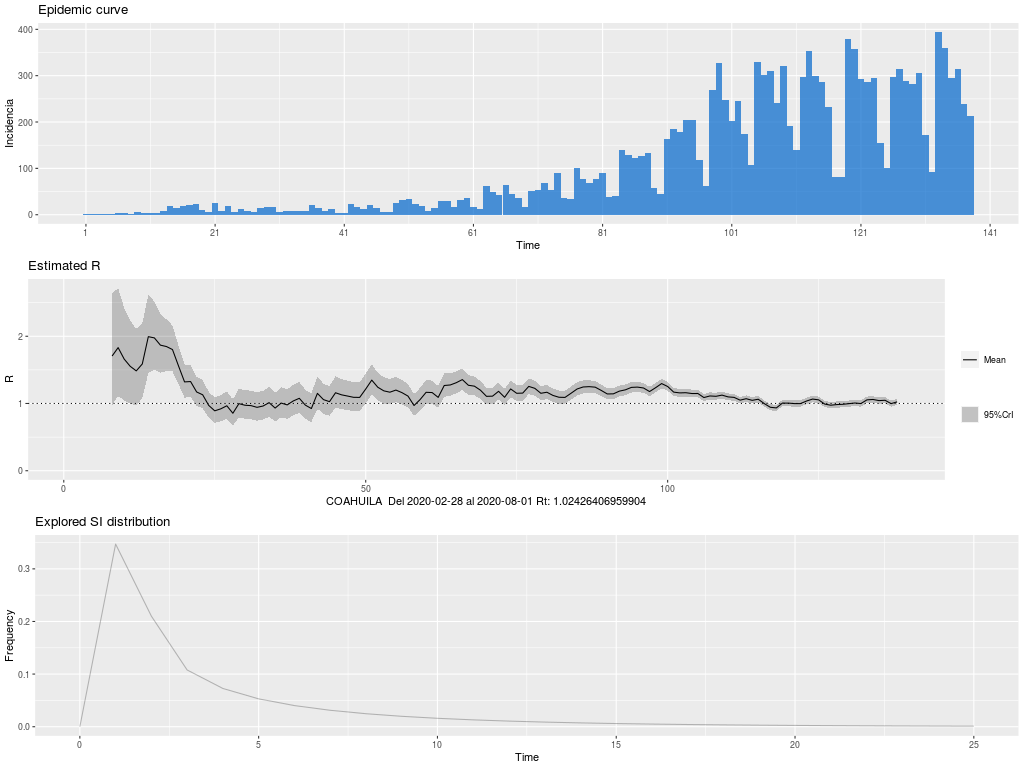 Epidemic curve
400
300
200
100
0
Incidencia
1 21 41 61 81 101 121 141
Time
Estimated R
2
1
0
R
0 50 100
COAHUILA Del 2020-02-28 al 2020-08-01 Rt: 1.02426406959904
Mean
95%CrI
Explored SI distribution
0.3
0.2
0.1
0.0
Frequency
0 5 10 15 20 25
Time